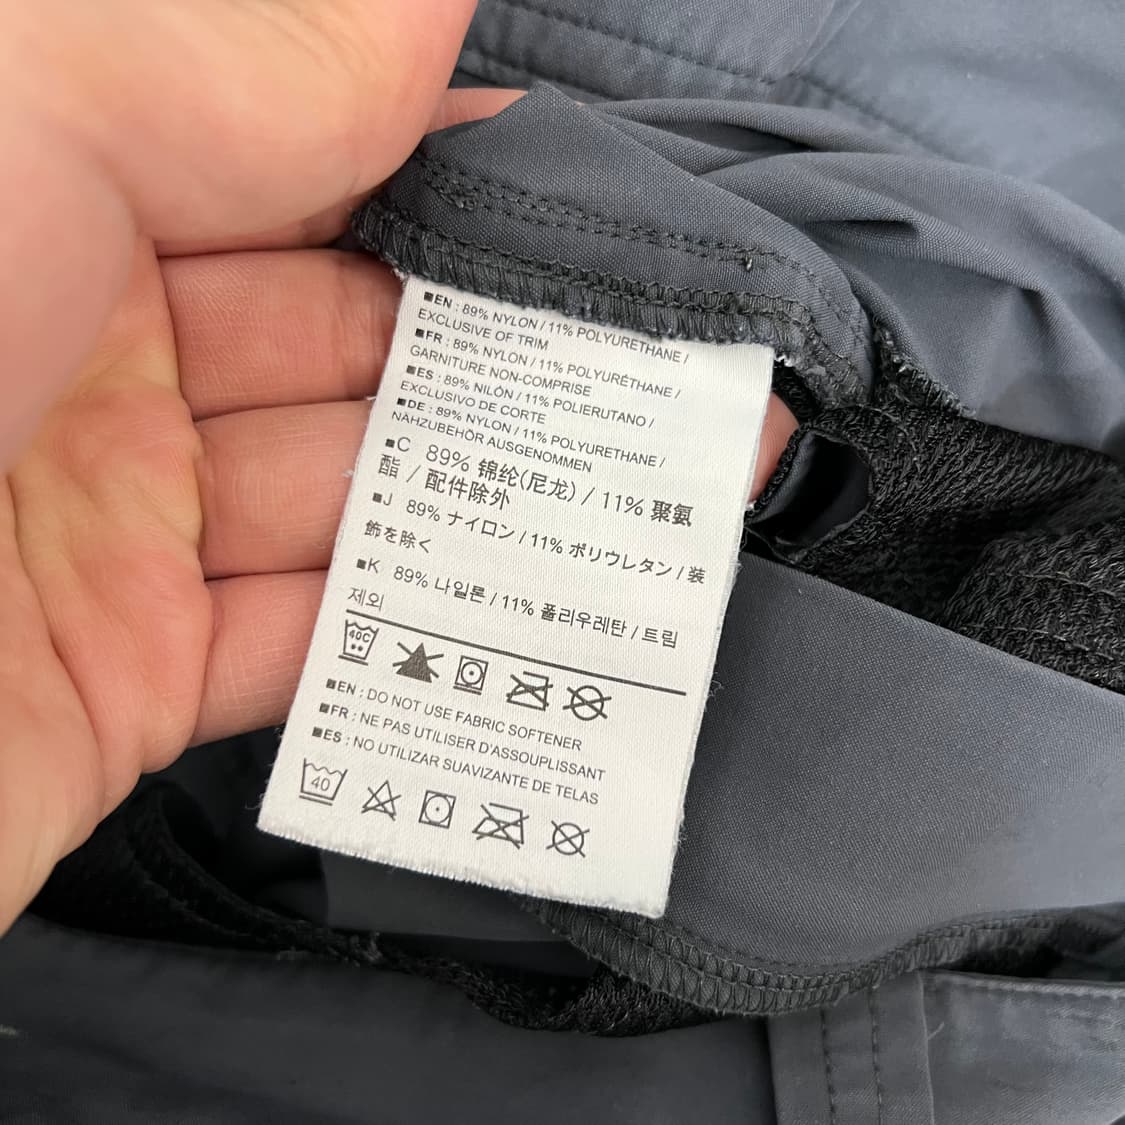 ■EN : 89% NYLON / 11% POLYURETHANE /
EXCLUSIVE OF TRIM
■FR : 89% NYLON / 11% POLYURÉTHANE /
GARNITURE NON-COMPRISE
■ES : 89% NILÓN / 11% POLIERUTANO /
EXCLUSIVO DE CORTE
■DE : 89% NYLON / 11% POLYURETHANE /
NÄHZUBEHÖR AUSGENOMMEN
■C 89% 锦纶(尼龙) / 11% 聚氨
酯 / 配件除外
■J 89% ナイロン / 11% ポリウレタン / 装
飾を除く
■K 89% 나일론 / 11% 폴리우레탄 / 트림
제외
40C
■EN : DO NOT USE FABRIC SOFTENER
■FR : NE PAS UTILISER D'ASSOUPLISSANT
■ES : NO UTILIZAR SUAVIZANTE DE TELAS
40